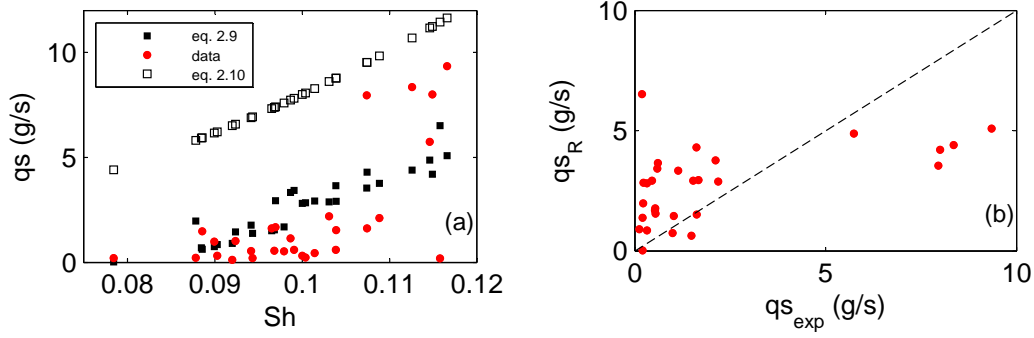 10
5
0
0.08
0.09
0.1
0.11
0.12
qs (g/s)
Sh
eq. 2.9
data
eq. 2.10
(a)
10
5
0
0
5
10
qs_R (g/s)
qs_exp (g/s)
(b)